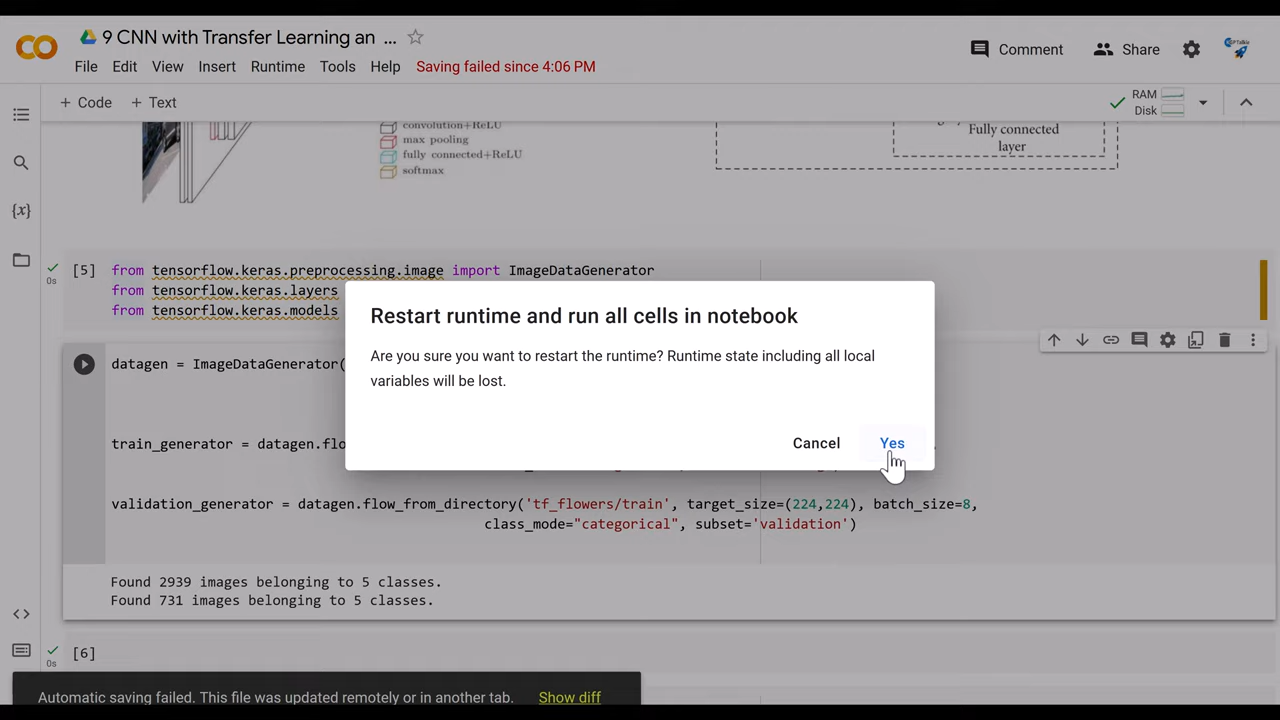 9 CNN with Transfer Learning an ...
Comment
Share
File Edit View Insert Runtime Tools Help Saving failed since 4:06 PM
+ Code + Text
RAM
Disk
convolution+ReLU
max pooling
fully connected+ReLU
softmax
Fully connected
layer
[5] from tensorflow.keras.preprocessing.image import ImageDataGenerator
0s
from tensorflow.keras.layers
from tensorflow.keras.models
Restart runtime and run all cells in notebook
Are you sure you want to restart the runtime? Runtime state including all local
variables will be lost.
Cancel Yes
datagen = ImageDataGenerator(
train_generator = datagen.flo
validation_generator = datagen.flow_from_directory('tf_flowers/train', target_size=(224,224), batch_size=8,
class_mode="categorical", subset='validation')
Found 2939 images belonging to 5 classes.
Found 731 images belonging to 5 classes.
[6]
0s
Automatic saving failed. This file was updated remotely or in another tab. Show diff